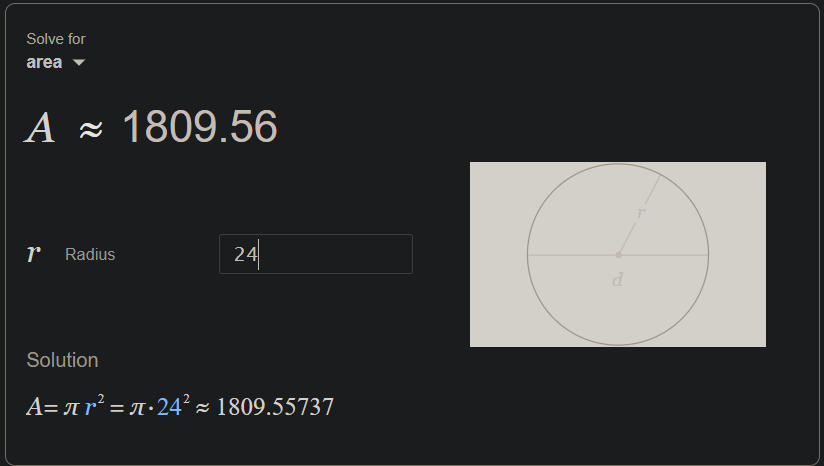 Solve for
area
A ≈ 1809.56
r Radius 24
r
d
Solution
A= π r² = π · 24² ≈ 1809.55737